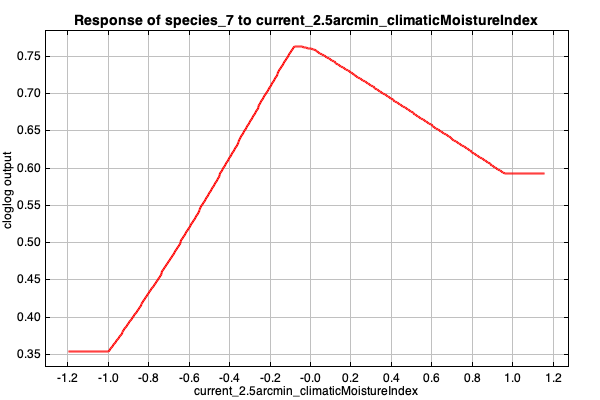 Response of species_7 to current_2.5arcmin_climaticMoistureIndex
0.75
0.70
0.65
0.60
0.55
0.50
0.45
0.40
0.35
cloglog output
-1.2 -1.0 -0.8 -0.6 -0.4 -0.2 -0.0 0.2 0.4 0.6 0.8 1.0 1.2
current_2.5arcmin_climaticMoistureIndex